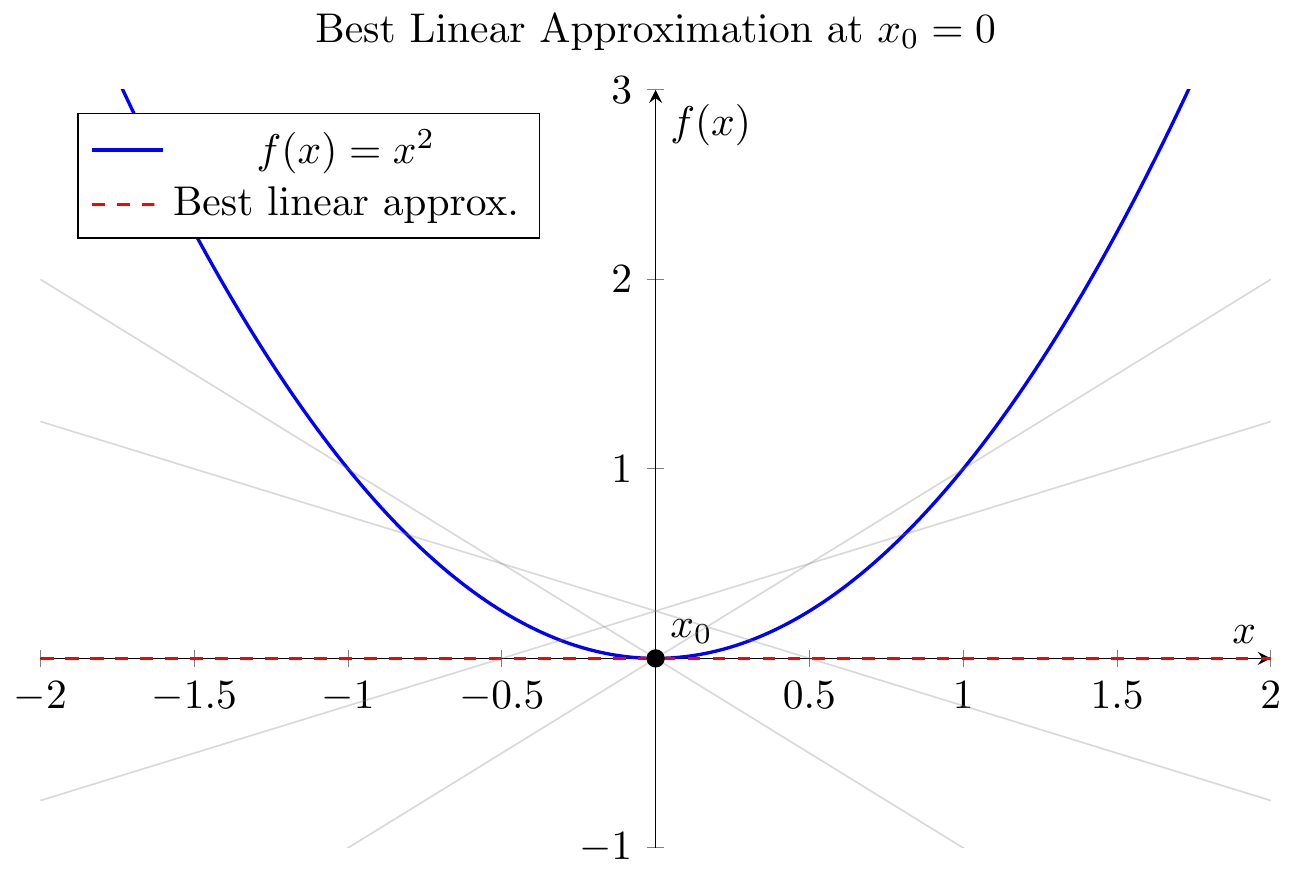 Best Linear Approximation at $x_0 = 0$
3
f(x)
f(x) = x²
Best linear approx.
2
1
x₀
x
−2 −1.5 −1 −0.5 0.5 1 1.5 2
−1